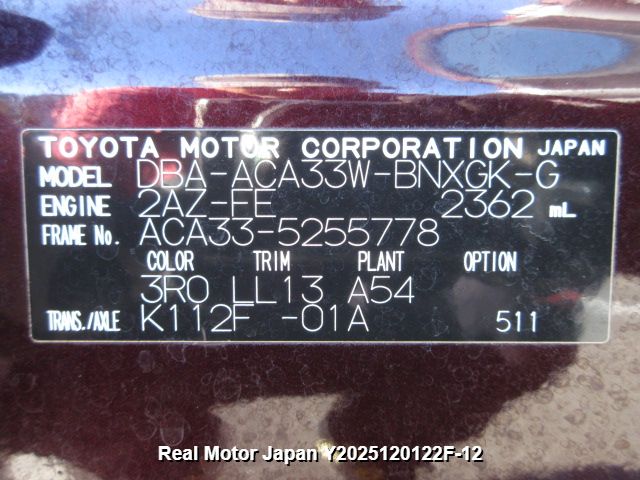 TOYOTA MOTOR CORPORATION JAPAN
MODEL DBA-ACA33W-BNXGK-G
ENGINE 2AZ-FE 2362 mL
FRAME No. ACA33-5255778
COLOR TRIM PLANT OPTION
3R0 LL13 A54
TRANS./AXLE K112F -01A 511
Real Motor Japan Y2025120122F-12